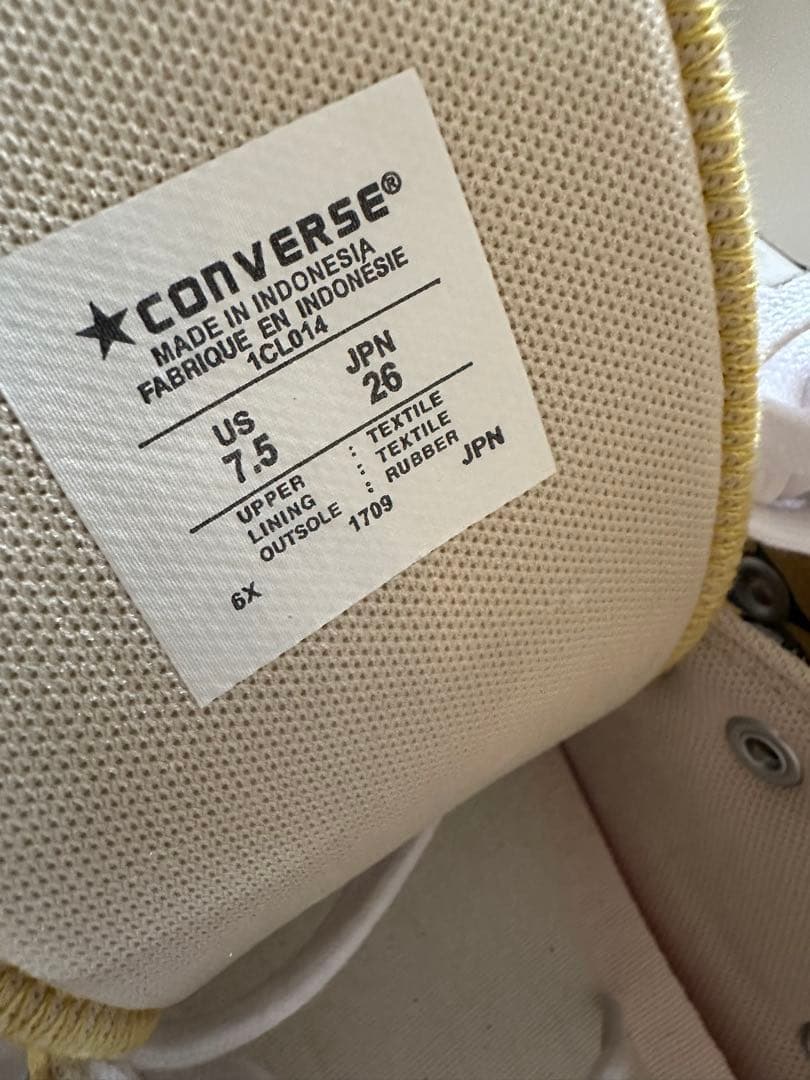 ★CONVERSE®
MADE IN INDONESIA
FABRIQUE EN INDONÉSIE
1CL014
US JPN
7.5 26
UPPER : TEXTILE
LINING : TEXTILE
OUTSOLE : RUBBER
1709 JPN
6X